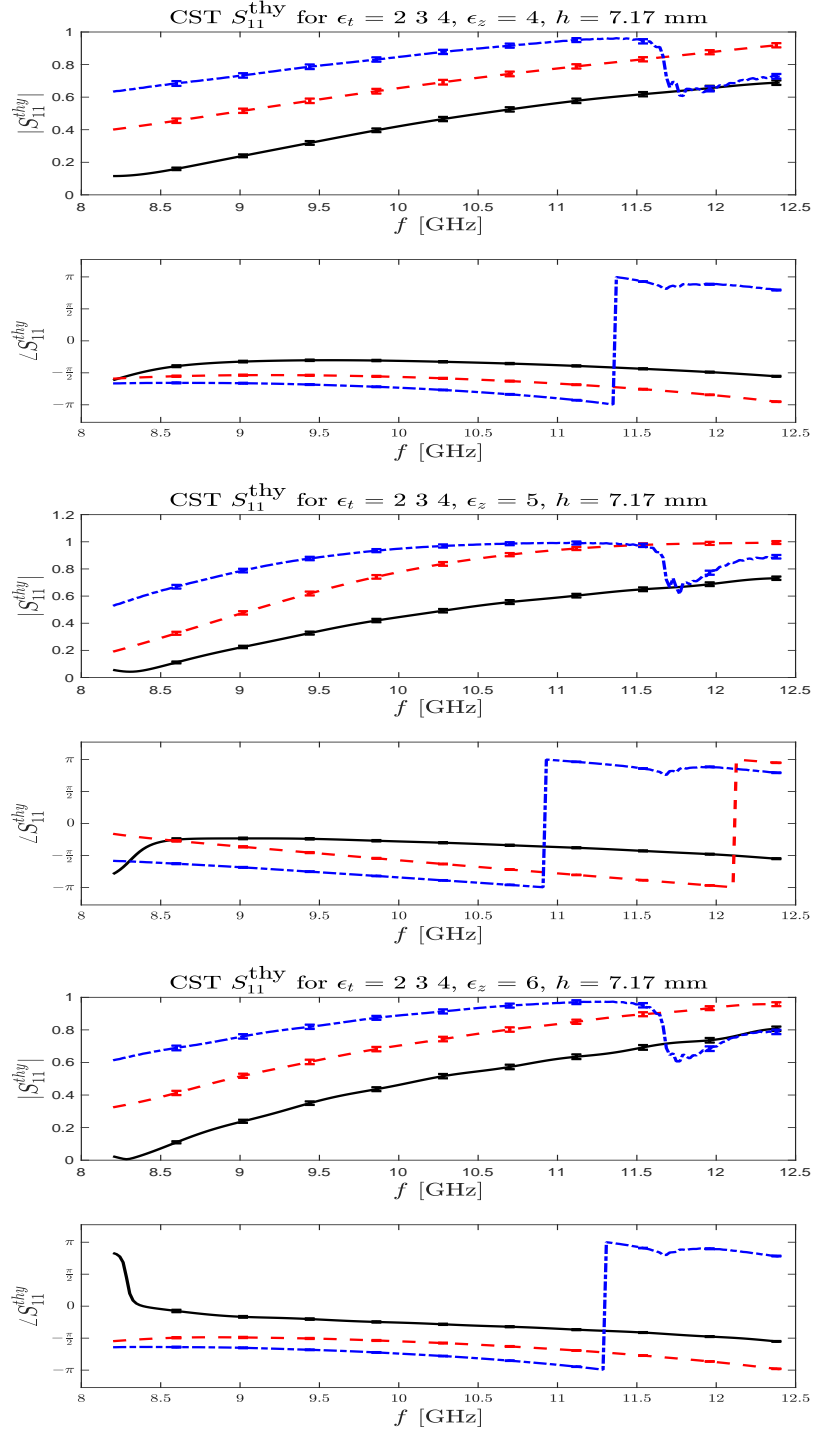 CST S₁₁ᵗʰʸ for ϵₜ = 2 3 4, ϵ_z = 4, h = 7.17 mm
|S₁₁ᵗʰʸ|
1
0.8
0.6
0.4
0.2
0
8 8.5 9 9.5 10 10.5 11 11.5 12 12.5
f [GHz]
∠S₁₁ᵗʰʸ
π
π/2
0
−π/2
−π
8 8.5 9 9.5 10 10.5 11 11.5 12 12.5
f [GHz]
CST S₁₁ᵗʰʸ for ϵₜ = 2 3 4, ϵ_z = 5, h = 7.17 mm
|S₁₁ᵗʰʸ|
1.2
1
0.8
0.6
0.4
0.2
0
8 8.5 9 9.5 10 10.5 11 11.5 12 12.5
f [GHz]
∠S₁₁ᵗʰʸ
π
π/2
0
−π/2
−π
8 8.5 9 9.5 10 10.5 11 11.5 12 12.5
f [GHz]
CST S₁₁ᵗʰʸ for ϵₜ = 2 3 4, ϵ_z = 6, h = 7.17 mm
|S₁₁ᵗʰʸ|
1
0.8
0.6
0.4
0.2
0
8 8.5 9 9.5 10 10.5 11 11.5 12 12.5
f [GHz]
∠S₁₁ᵗʰʸ
π
π/2
0
−π/2
−π
8 8.5 9 9.5 10 10.5 11 11.5 12 12.5
f [GHz]